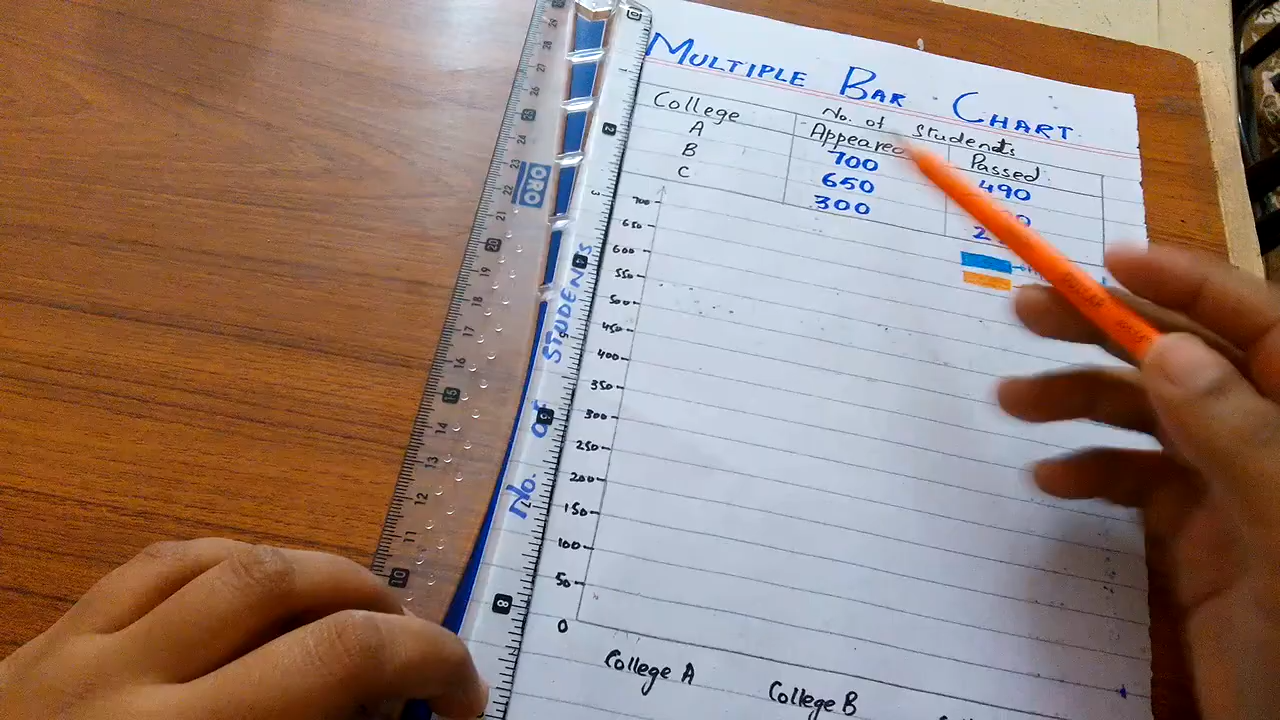 MULTIPLE BAR CHART
College No. of Students
Appeared Passed
A 700 490
B 650
C 300
700
650
600
550
500
450
400
350
300
250
200
150
100
50
0
No. of STUDENTS
College A College B
ORO